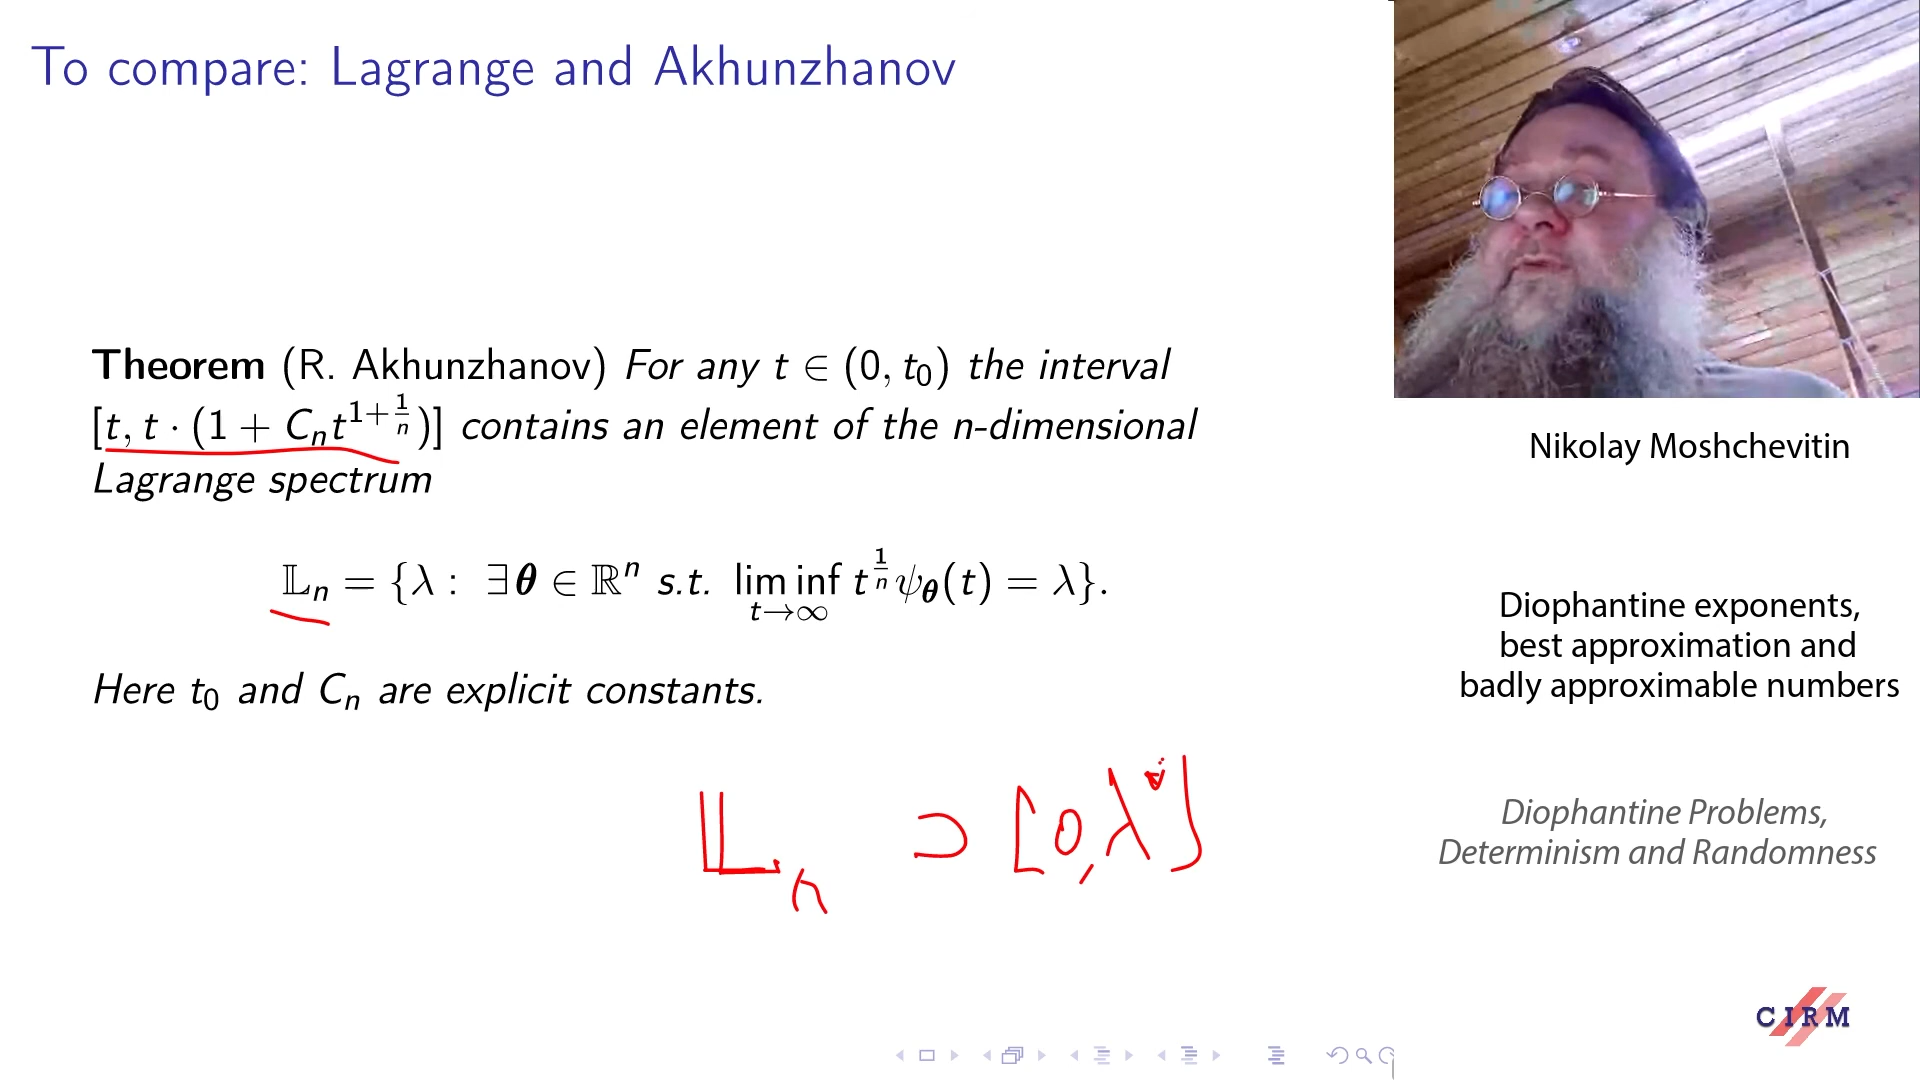 To compare: Lagrange and Akhunzhanov
Theorem (R. Akhunzhanov) For any t ∈ (0, t₀) the interval
[t, t · (1 + Cₙt^{1+1/n})] contains an element of the n-dimensional
Lagrange spectrum
𝕃ₙ = {λ : ∃θ ∈ ℝⁿ s.t. lim inf_{t→∞} t^{1/n} ψ_θ(t) = λ}.
Here t₀ and Cₙ are explicit constants.
𝕃ₙ ⊃ [0, λ*]
Nikolay Moshchevitin
Diophantine exponents,
best approximation and
badly approximable numbers
Diophantine Problems,
Determinism and Randomness
CIRM